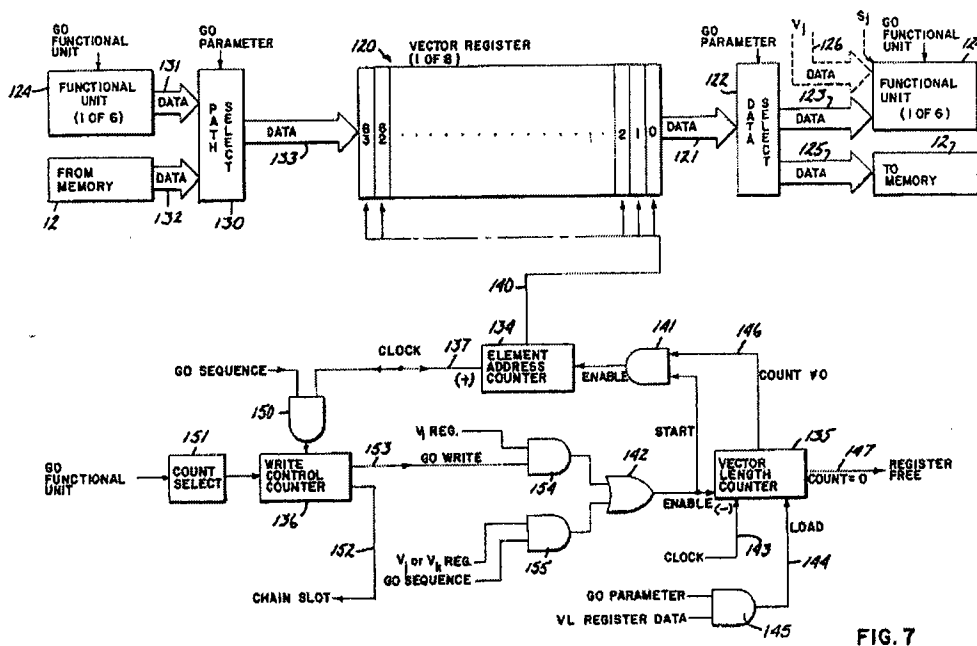 GO
FUNCTIONAL
UNIT
124
FUNCTIONAL
UNIT
(1 OF 6)
131
DATA
FROM
MEMORY
12
DATA
132
GO
PARAMETER
PATH
SELECT
130
DATA
133
120
VECTOR REGISTER
(1 OF 8)
63
62
2
1
0
DATA
121
GO
PARAMETER
122
DATA
SELECT
Vj
126
DATA
Sj
GO
FUNCTIONAL
UNIT
123
DATA
FUNCTIONAL
UNIT
(1 OF 6)
125
DATA
TO
MEMORY
12
140
134
ELEMENT
ADDRESS
COUNTER
137
(+)
CLOCK
141
ENABLE
146
COUNT ≠0
GO SEQUENCE
150
START
135
VECTOR
LENGTH
COUNTER
147
COUNT=0
REGISTER
FREE
GO
FUNCTIONAL
UNIT
151
COUNT
SELECT
WRITE
CONTROL
COUNTER
136
153
GO WRITE
Vi REG.
154
142
ENABLE
(-)
152
CHAIN SLOT
Vj or Vk REG.
GO SEQUENCE
155
CLOCK
143
LOAD
144
GO PARAMETER
VL REGISTER DATA
145
FIG. 7